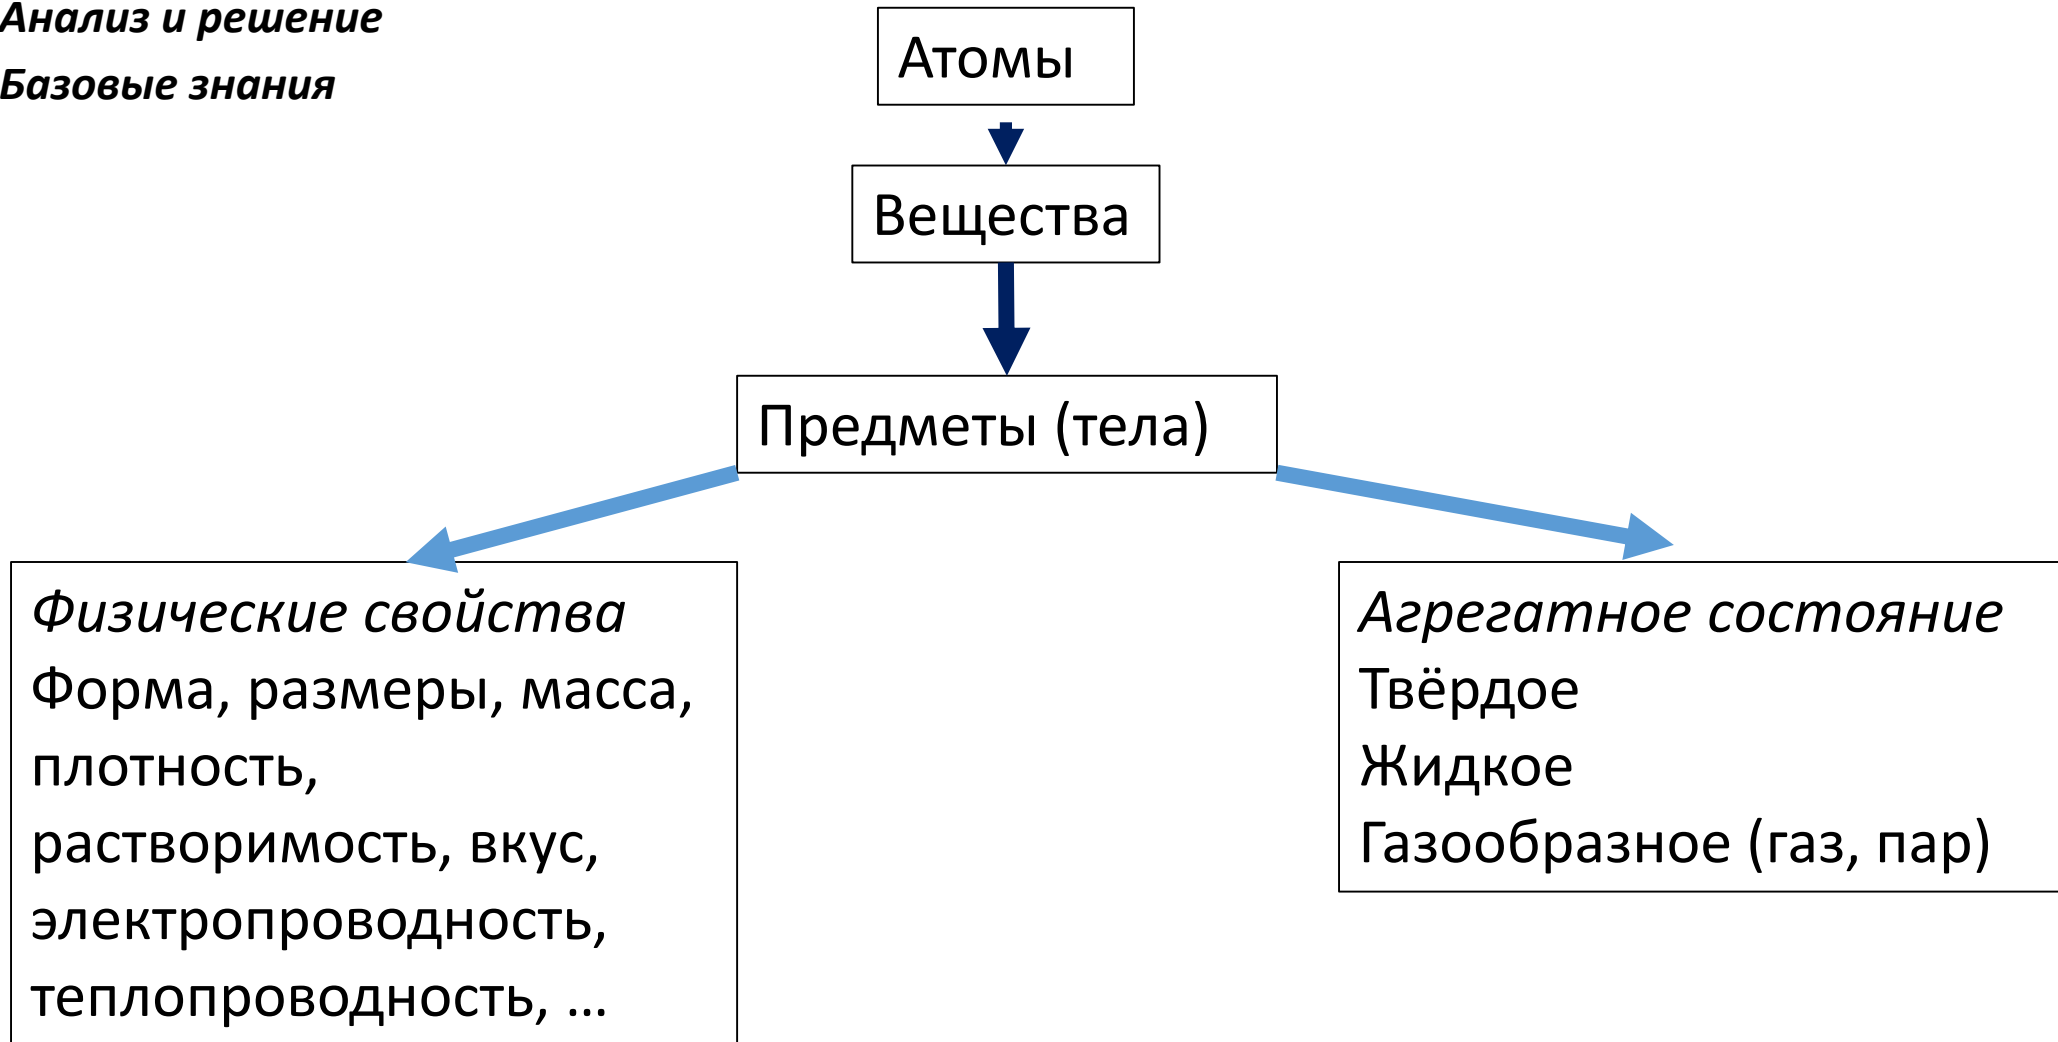 Анализ и решение
Базовые знания
Атомы
Вещества
Предметы (тела)
Физические свойства
Форма, размеры, масса,
плотность,
растворимость, вкус,
электропроводность,
теплопроводность, ...
Агрегатное состояние
Твёрдое
Жидкое
Газообразное (газ, пар)